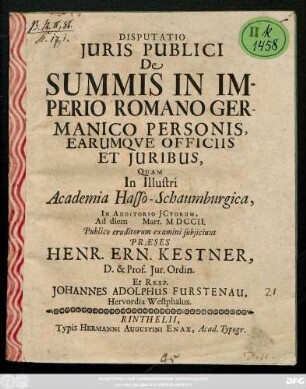 II k
1458
DISPUTATIO
JURIS PUBLICI
De
SUMMIS IN IM-
PERIO ROMANO GER-
MANICO PERSONIS,
EARUMQVE OFFICIIS
ET JURIBUS,
QUAM
In Illustri
Academia Hasso-Schaumburgica,
IN AUDITORIO JCTORUM,
Ad diem Mart. MDCCII.
Publico eruditorum examini subjiciunt
PRÆSES
HENR. ERN. KESTNER,
D. & Prof. Jur. Ordin.
ET RESP.
JOHANNES ADOLPHUS FURSTENAU,
Hervordia Westphalus.
21.
RINTHELII,
Typis HERMANNI AUGUSTINI ENAX, Acad. Typogr.